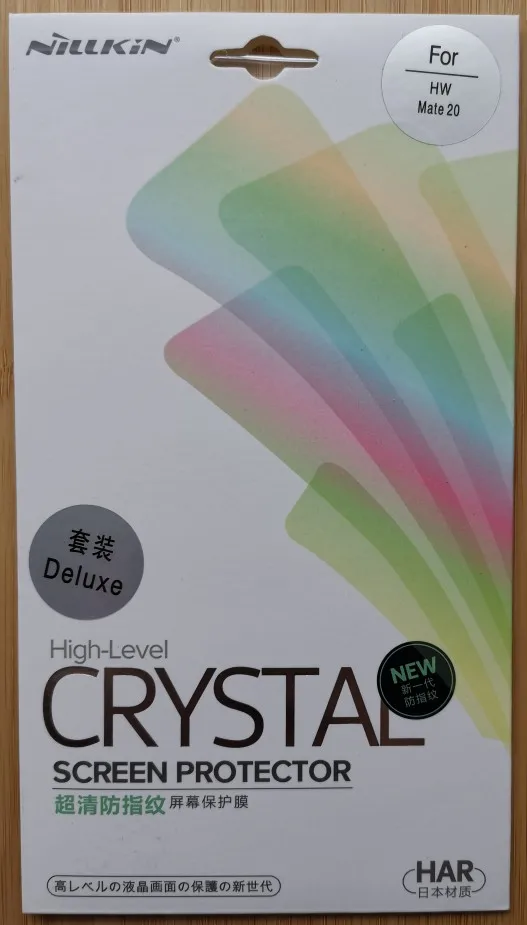 NiLLKiN®
For
HW
Mate 20
套装
Deluxe
High-Level
CRYSTAL
NEW
新一代
防指纹
SCREEN PROTECTOR
超清防指纹屏幕保护膜
高レベルの液晶画面の保護の新世代
HAR
日本材质